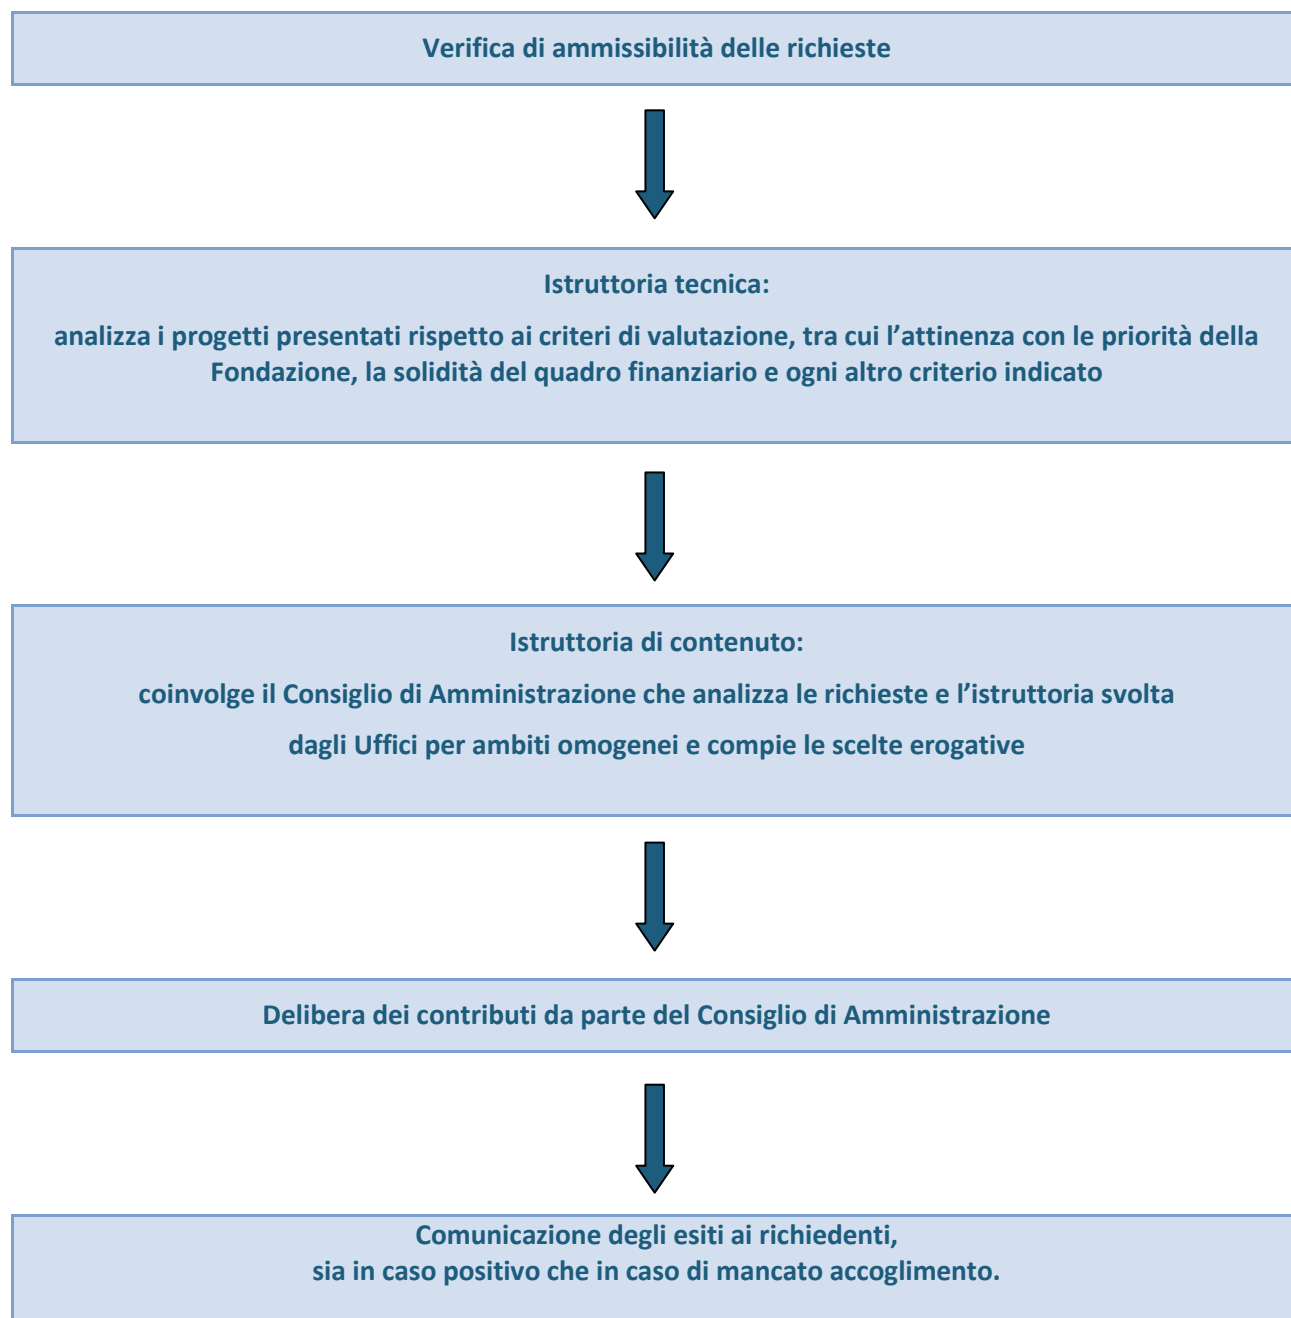 Verifica di ammissibilità delle richieste
Istruttoria tecnica:
analizza i progetti presentati rispetto ai criteri di valutazione, tra cui l’attinenza con le priorità della
Fondazione, la solidità del quadro finanziario e ogni altro criterio indicato
Istruttoria di contenuto:
coinvolge il Consiglio di Amministrazione che analizza le richieste e l’istruttoria svolta
dagli Uffici per ambiti omogenei e compie le scelte erogative
Delibera dei contributi da parte del Consiglio di Amministrazione
Comunicazione degli esiti ai richiedenti,
sia in caso positivo che in caso di mancato accoglimento.